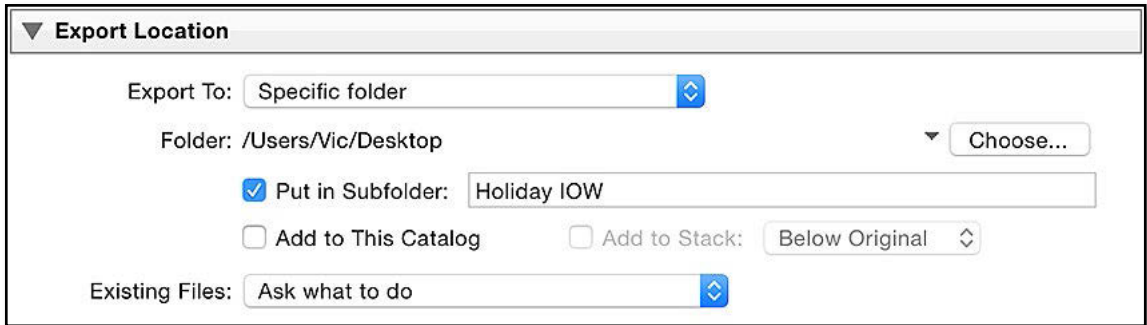 Export Location
Export To: Specific folder
Folder: /Users/Vic/Desktop Choose...
Put in Subfolder: Holiday IOW
Add to This Catalog Add to Stack: Below Original
Existing Files: Ask what to do